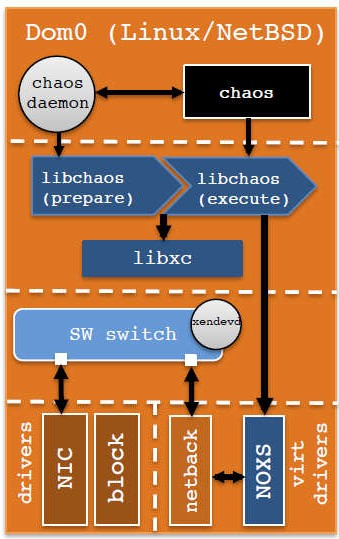 Dom0 (Linux/NetBSD)
chaos
daemon
chaos
libchaos
(prepare)
libchaos
(execute)
libxc
xendevd
SW switch
drivers
NIC
block
netback
NOXS
virt
drivers